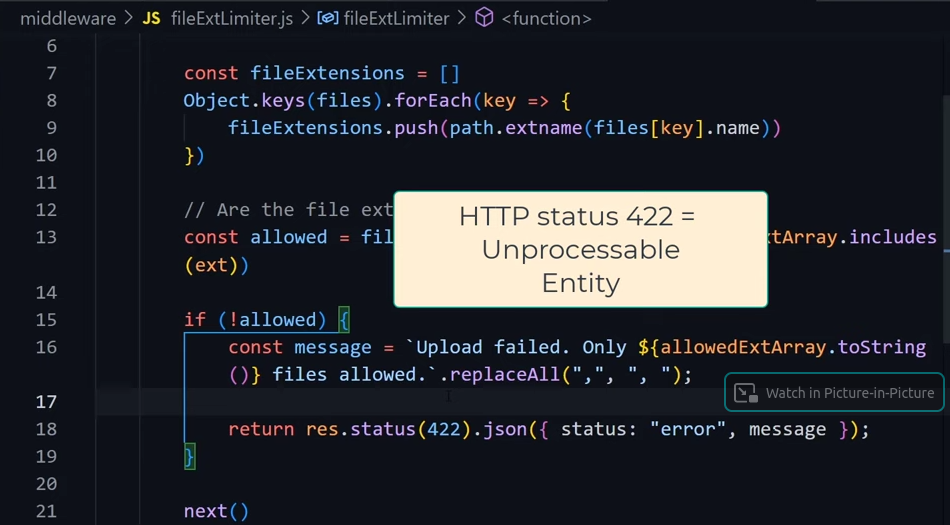 middleware > JS fileExtLimiter.js > fileExtLimiter > <function>
6
7 const fileExtensions = []
8 Object.keys(files).forEach(key => {
9 fileExtensions.push(path.extname(files[key].name))
10 })
11
12 // Are the file ext
13 const allowed = fil
tArray.includes
(ext))
HTTP status 422 =
Unprocessable
Entity
14
15 if (!allowed) {
16 const message = `Upload failed. Only ${allowedExtArray.toString
()} files allowed.`.replaceAll(",", ", ");
Watch in Picture-in-Picture
17
18 return res.status(422).json({ status: "error", message });
19 }
20
21 next()